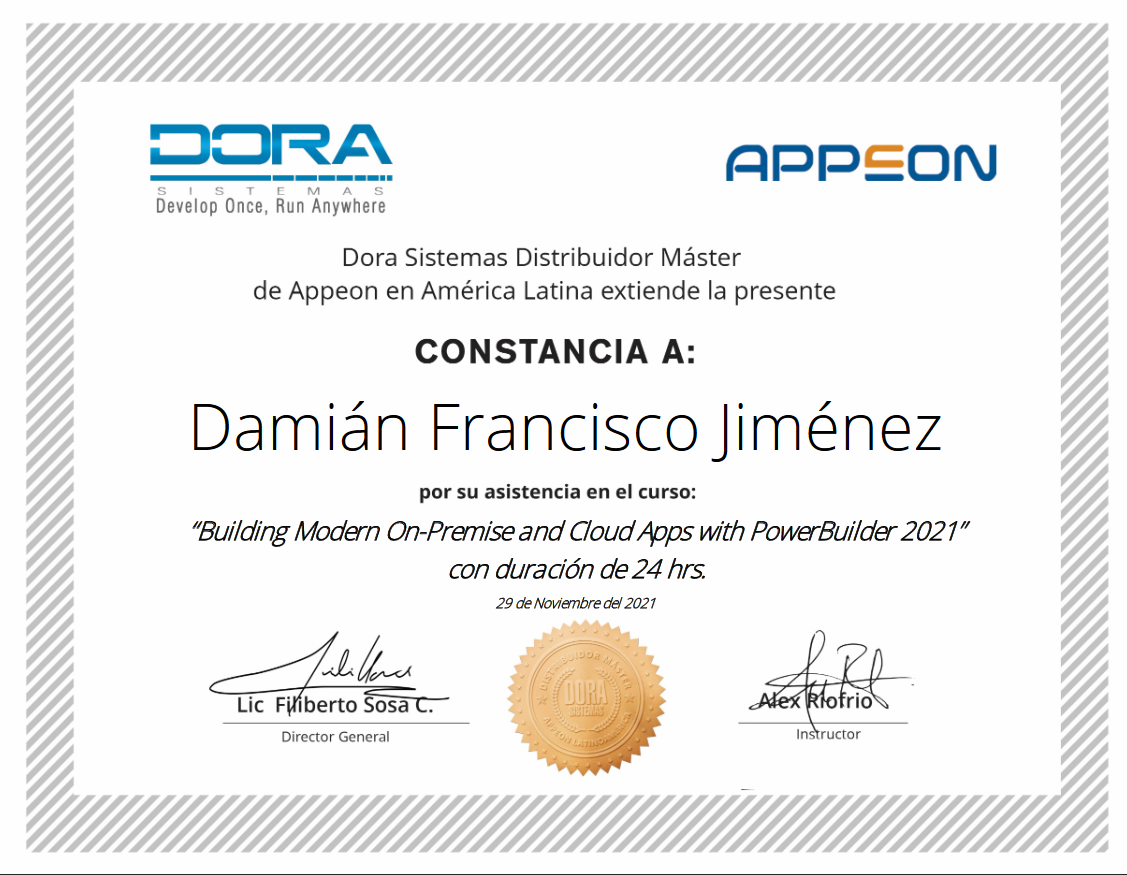 DORA
SISTEMAS
Develop Once, Run Anywhere
APPEON
Dora Sistemas Distribuidor Máster
de Appeon en América Latina extiende la presente
CONSTANCIA A:
Damián Francisco Jiménez
por su asistencia en el curso:
“Building Modern On-Premise and Cloud Apps with PowerBuilder 2021”
con duración de 24 hrs.
29 de Noviembre del 2021
Lic Filiberto Sosa C.
Director General
DISTRIBUIDOR MÁSTER
DORA
SISTEMAS
APPEON LATINOAMERICA
Alex Riofrio
Instructor